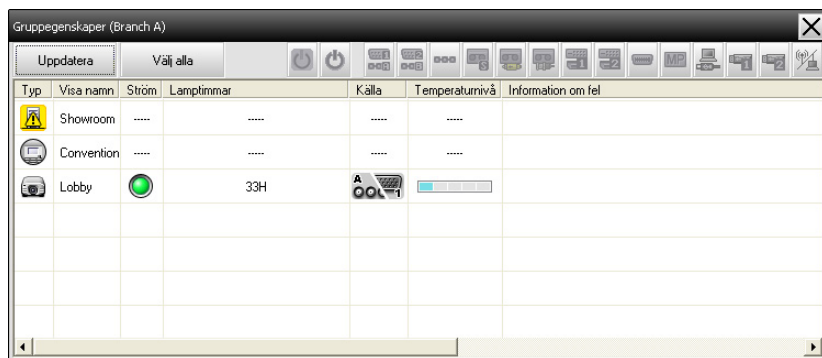 Gruppegenskaper (Branch A)
Uppdatera Välj alla
Typ Visa namn Ström Lamptimmar Källa Temperaturnivå Information om fel
Showroom ----- ----- ----- -----
Convention ----- ----- ----- -----
Lobby 33H A 1